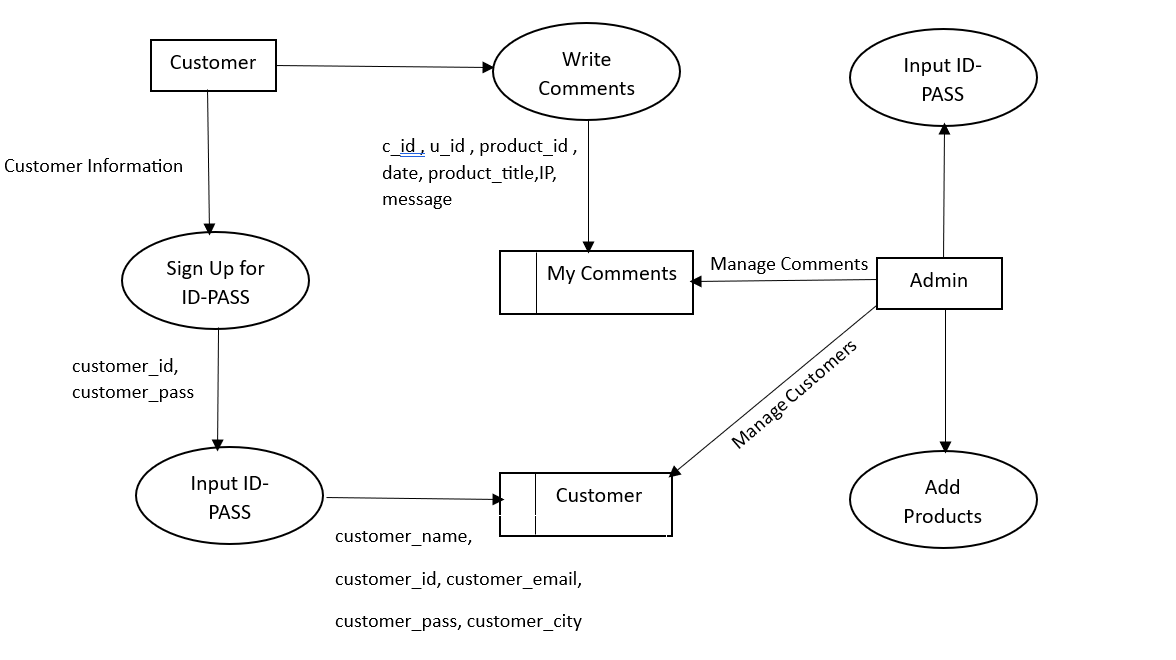 Customer
Write
Comments
Input ID-
PASS
Customer Information
c_id , u_id , product_id ,
date, product_title,IP,
message
Sign Up for
ID-PASS
My Comments
Manage Comments
Admin
customer_id,
customer_pass
Manage Customers
Input ID-
PASS
Customer
Add
Products
customer_name,
customer_id, customer_email,
customer_pass, customer_city